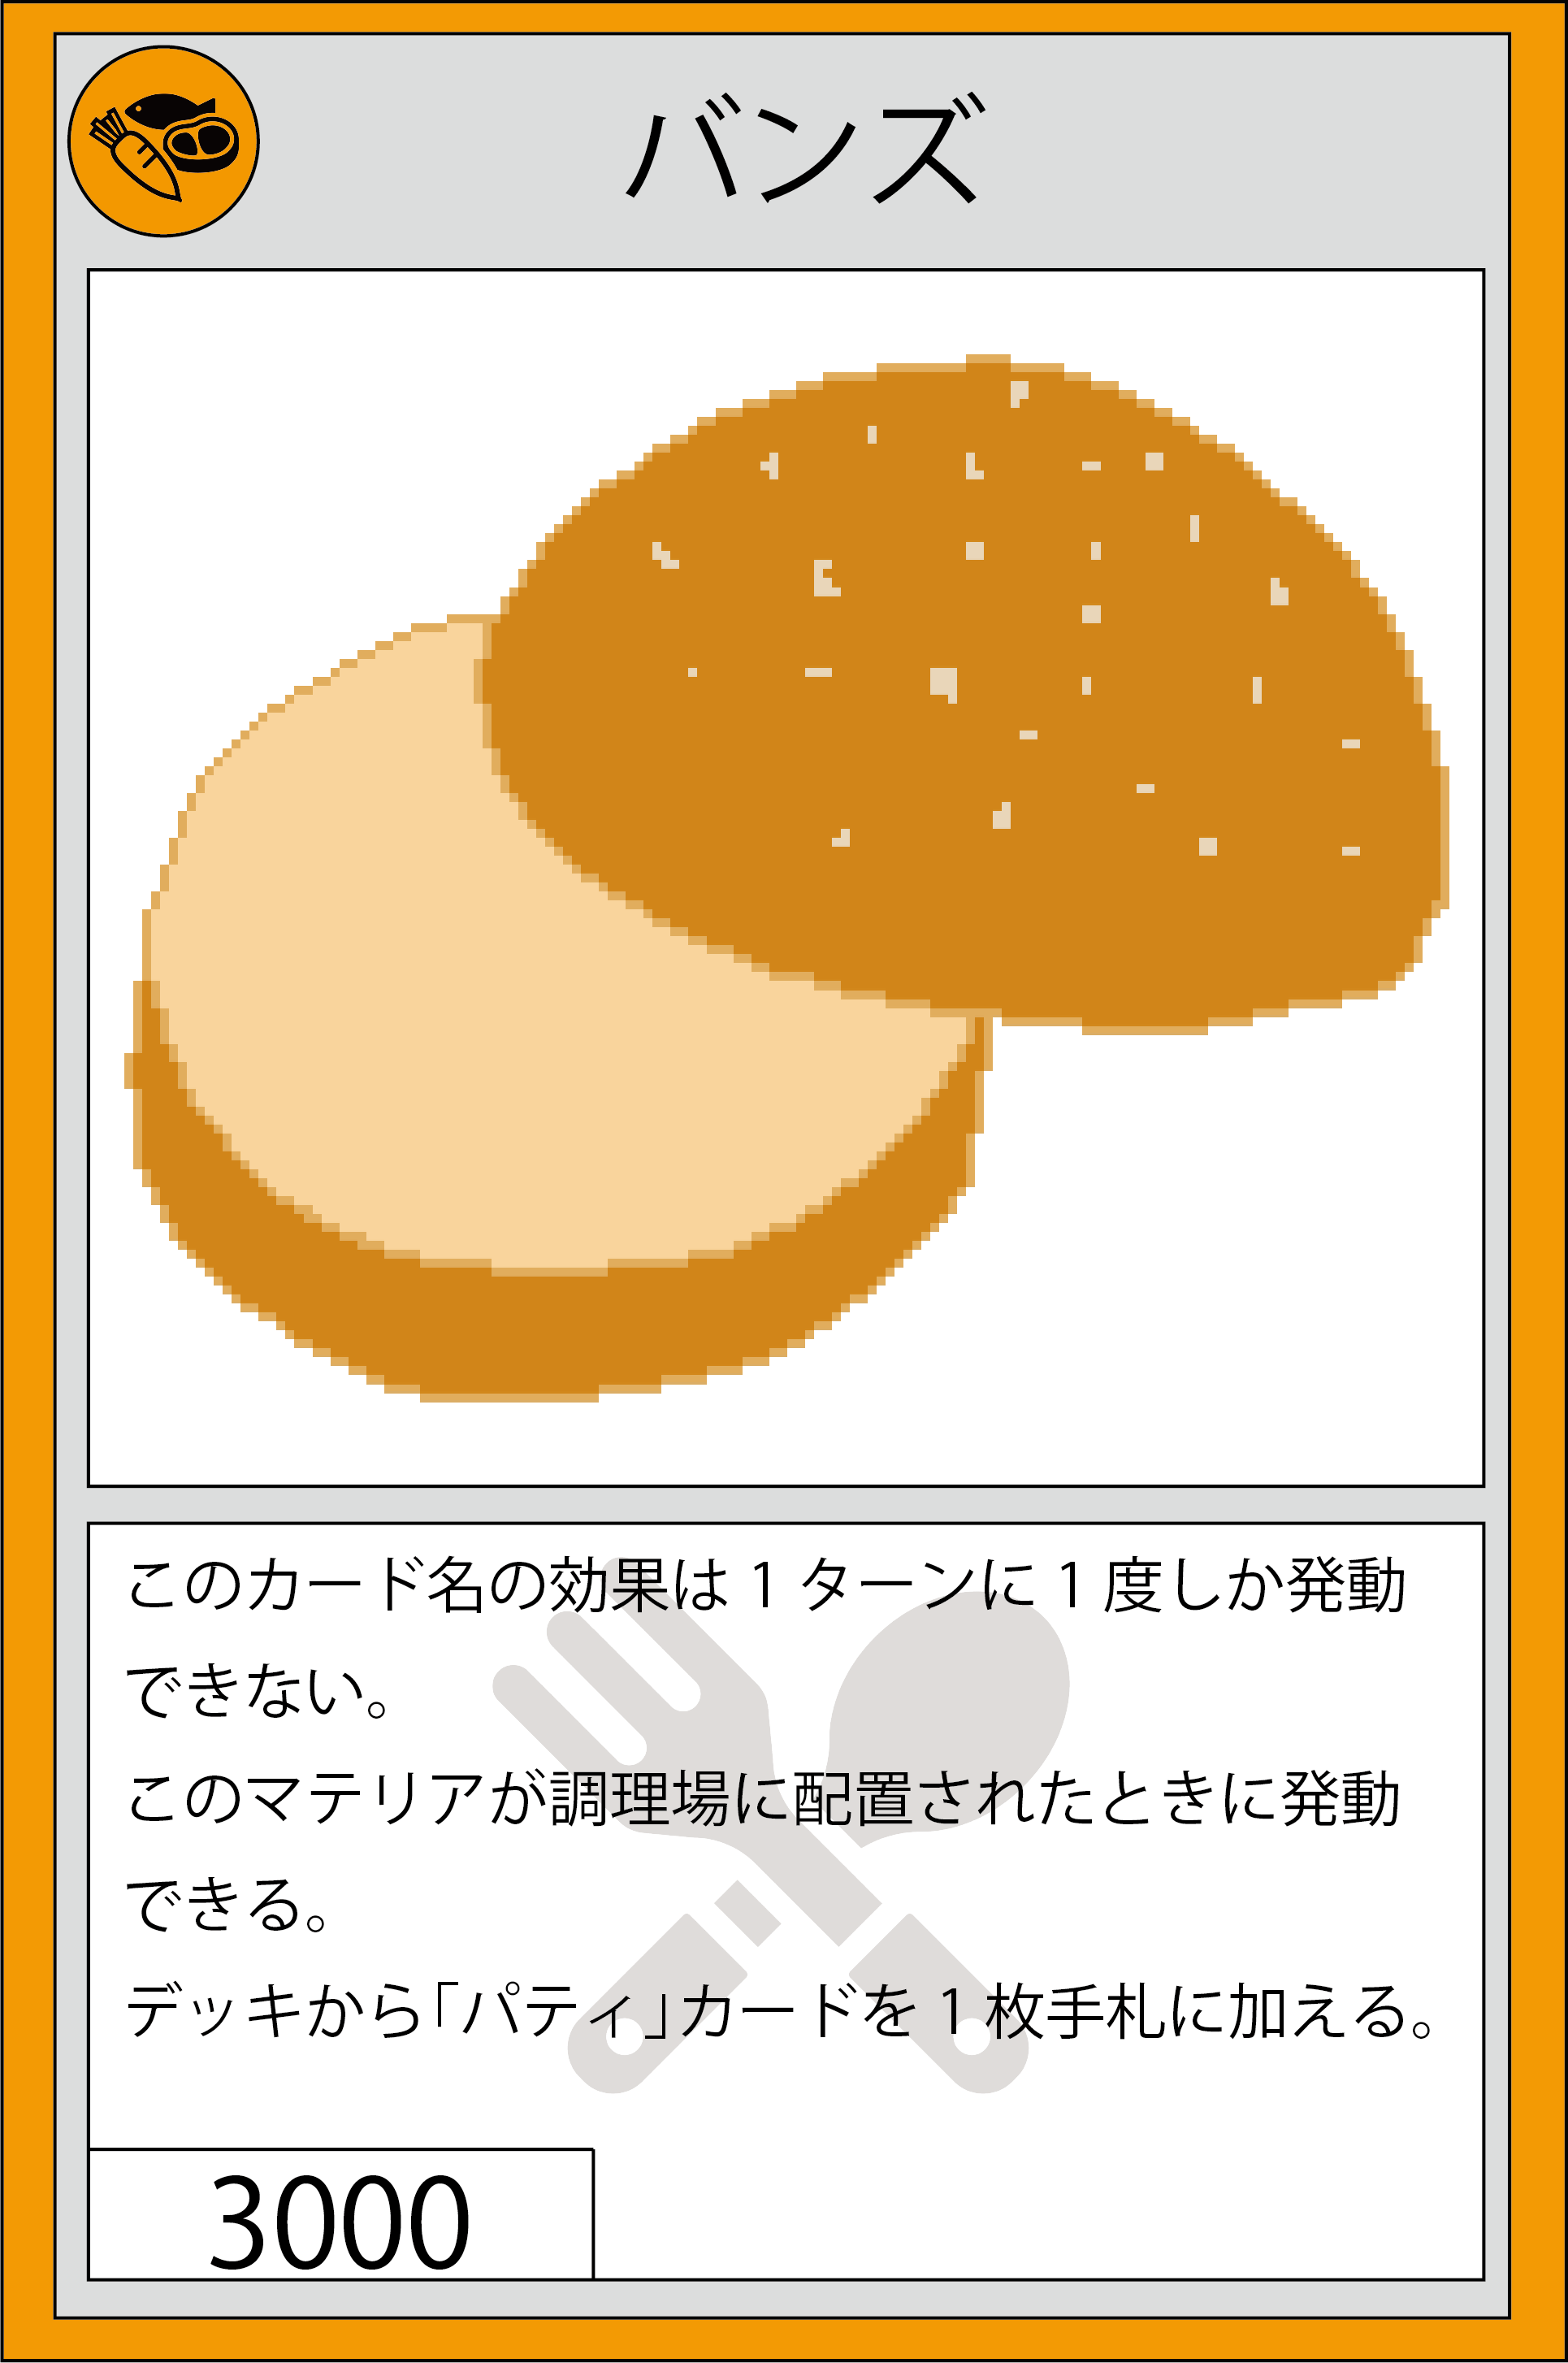 バンズ
このカード名の効果は1ターンに1度しか発動
できない。
このマテリアが調理場に配置されたときに発動
できる。
デッキから「パティ」カードを1枚手札に加える。
3000